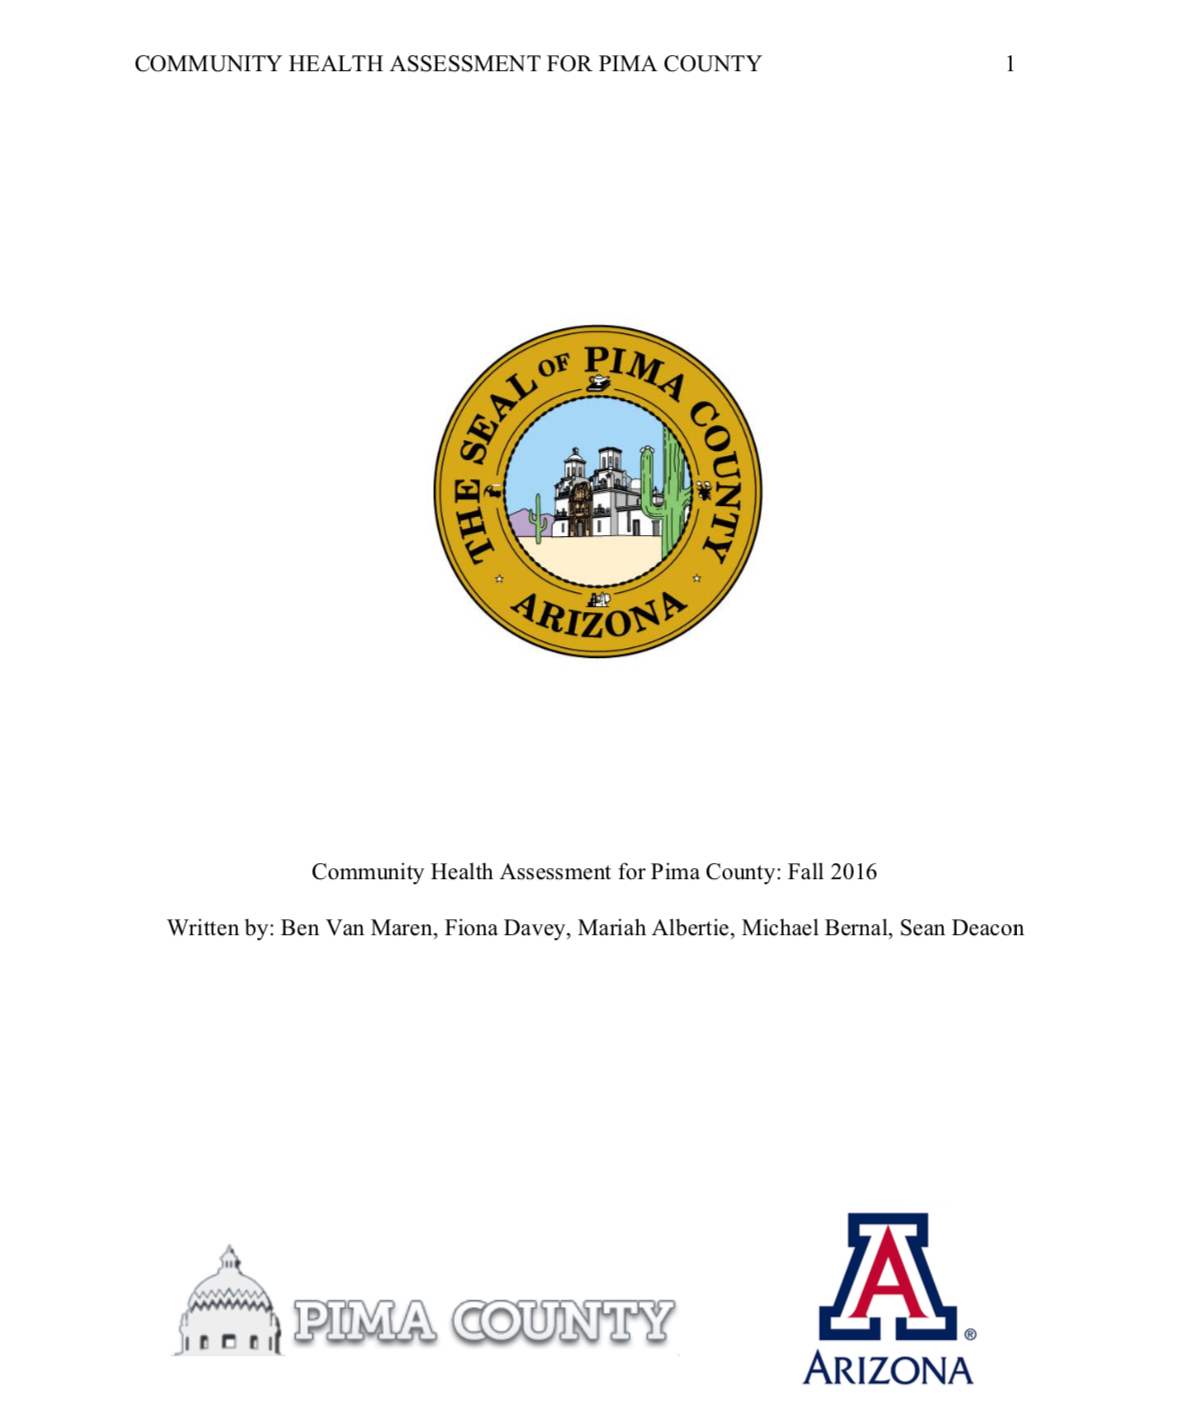 COMMUNITY HEALTH ASSESSMENT FOR PIMA COUNTY 1
THE SEAL OF PIMA COUNTY
ARIZONA
Community Health Assessment for Pima County: Fall 2016
Written by: Ben Van Maren, Fiona Davey, Mariah Albertie, Michael Bernal, Sean Deacon
PIMA COUNTY
A ®
ARIZONA